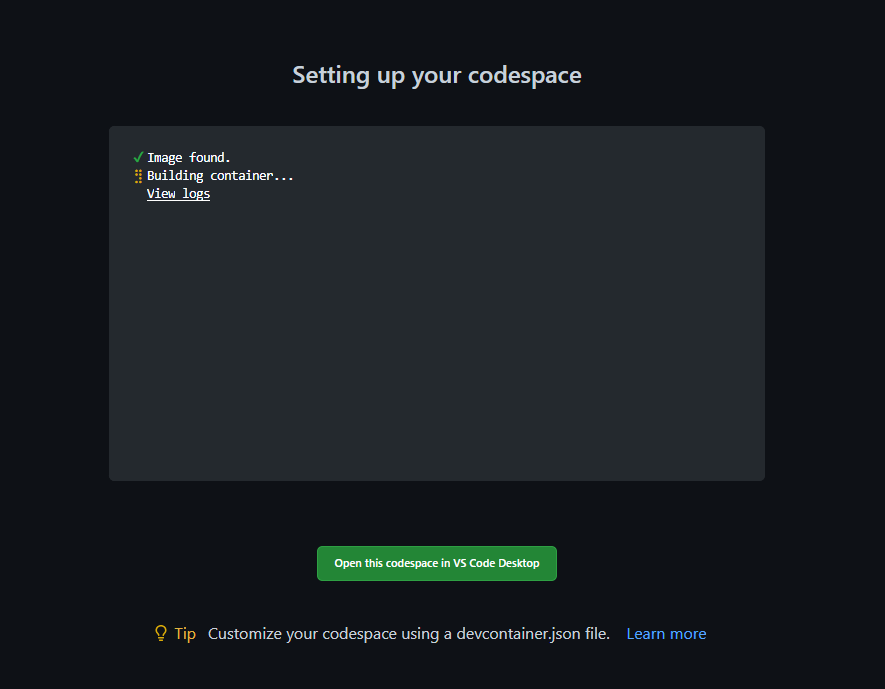 Setting up your codespace
✓ Image found.
Building container...
View logs
Open this codespace in VS Code Desktop
Tip Customize your codespace using a devcontainer.json file. Learn more